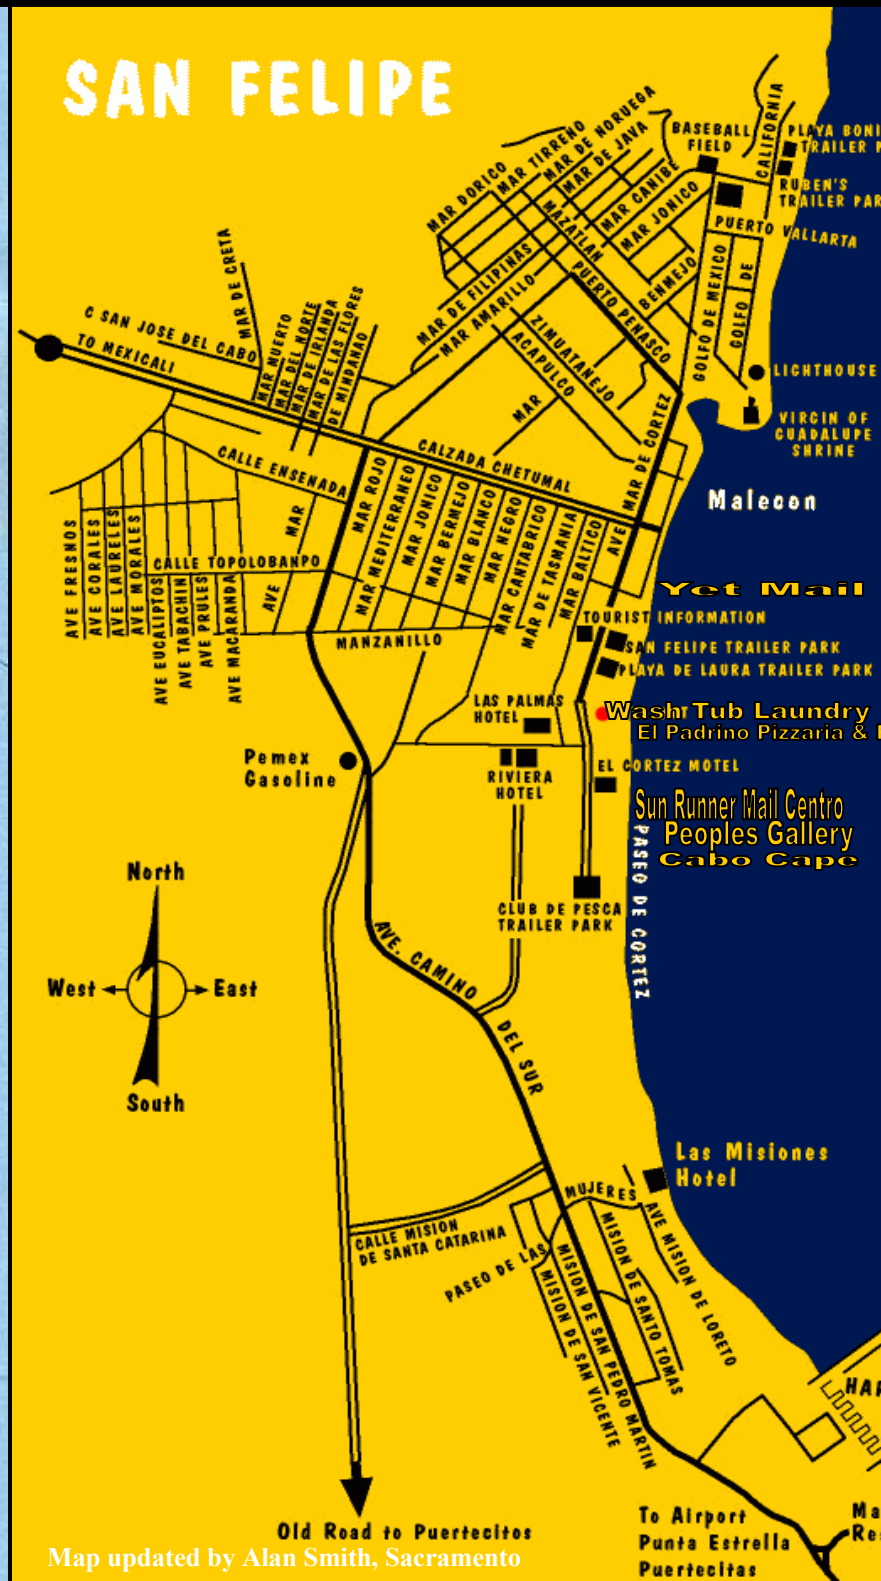 SAN FELIPE
MAR DE NORUEGA
MAR TIRRENO
MAR DE JAVA
MAR DORICO
BASEBALL
FIELD
CALIFORNIA
PLAYA BONI
TRAILER P
RUBEN'S
TRAILER PAR
MAR CANIBE
MAR JONICO
MAZATLAN
PUERTO VALLARTA
MAR DE CRETA
MAR DE FILIPINAS
MAR AMARILLO
PUERTO PENASCO
BENMEJO
GOLFO DE MEXICO
GOLFO DE
C SAN JOSE DEL CABO
TO MEXICALI
MAR MUERTO
MAR DEL NORTE
MAR DE IRLANDA
MAR DE LAS FLORES
DE MINDANAO
ZIMUATANEJO
ACAPULCO
MAR
LIGHTHOUSE
VIRGIN OF
GUADALUPE
SHRINE
MAR DE CORTEZ
AVE
CALZADA CHETUMAL
CALLE ENSENADA
MAR ROJO
MAR MEDITERRANEO
MAR JONICO
MAR BERMEJO
MAR BLANCO
MAR NEGRO
MAR CANTABRICO
MAR DE TASMANIA
MAR BALTICO
Malecon
AVE FRESNOS
AVE CORALES
AVE LAURELES
AVE MORALES
CALLE TOPOLOBANPO
AVE EUCALIPTOS
AVE TABACHIN
AVE PRULES
AVE MACARANDA
AVE
MAR
MANZANILLO
Yet Mail
TOURIST INFORMATION
SAN FELIPE TRAILER PARK
PLAYA DE LAURA TRAILER PARK
LAS PALMAS
HOTEL
Wash Tub Laundry
El Padrino Pizzaria &
Pemex
Gasoline
RIVIERA
HOTEL
EL CORTEZ MOTEL
Sun Runner Mail Centro
Peoples Gallery
Cabo Cape
PASEO DE CORTEZ
North
West
East
South
CLUB DE PESCA
TRAILER PARK
AVE. CAMINO
DEL SUR
Las Misiones
Hotel
MUJERES
PASEO DE LAS
CALLE MISION
DE SANTA CATARINA
AVE MISION DE LORETO
MISION DE SANTO TOMAS
MISION DE SAN PEDRO MARTIN
MISION DE SAN VICENTE
HAR
To Airport
Punta Estrella
Puertecitas
Ma
Res
Old Road to Puertecitos
Map updated by Alan Smith, Sacramento